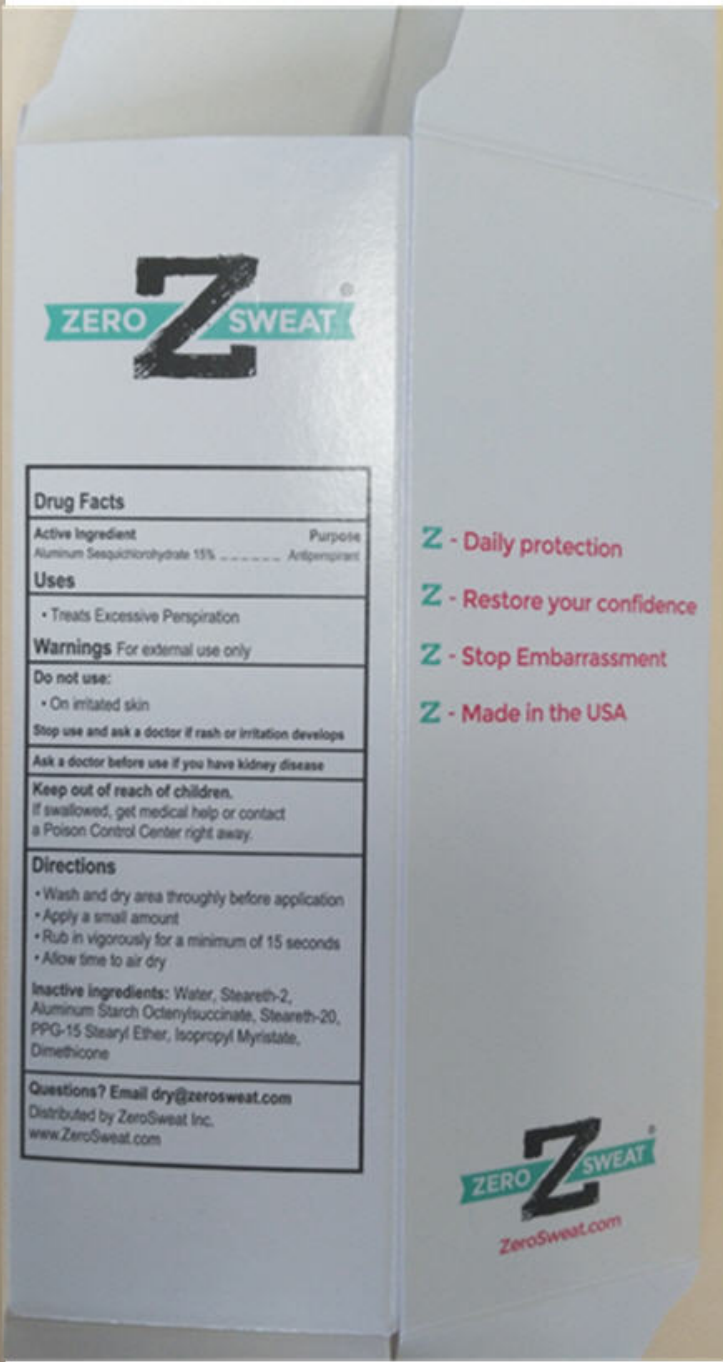 ZERO Z SWEAT ®
Drug Facts
Active Ingredient Purpose
Aluminum Sesquichlorohydrate 15% ______ Antiperspirant
Uses
• Treats Excessive Perspiration
Warnings For external use only
Do not use:
• On irritated skin
Stop use and ask a doctor if rash or irritation develops
Ask a doctor before use if you have kidney disease
Keep out of reach of children.
If swallowed, get medical help or contact
a Poison Control Center right away.
Directions
• Wash and dry area throughly before application
• Apply a small amount
• Rub in vigorously for a minimum of 15 seconds
• Allow time to air dry
Inactive ingredients: Water, Steareth-2,
Aluminum Starch Octenylsuccinate, Steareth-20,
PPG-15 Stearyl Ether, Isopropyl Myristate,
Dimethicone
Questions? Email dry@zerosweat.com
Distributed by ZeroSweat Inc.
www.ZeroSweat.com
Z - Daily protection
Z - Restore your confidence
Z - Stop Embarrassment
Z - Made in the USA
ZERO Z SWEAT ®
ZeroSweat.com